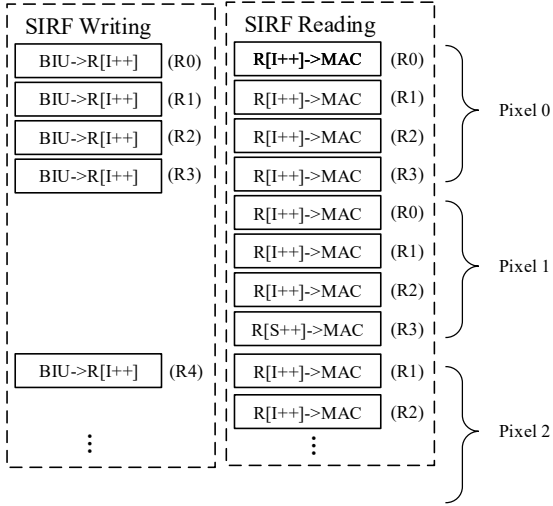 SIRF Writing
SIRF Reading
BIU->R[I++] (R0)
R[I++]->MAC (R0)
BIU->R[I++] (R1)
R[I++]->MAC (R1)
Pixel 0
BIU->R[I++] (R2)
R[I++]->MAC (R2)
BIU->R[I++] (R3)
R[I++]->MAC (R3)
R[I++]->MAC (R0)
R[I++]->MAC (R1)
Pixel 1
R[I++]->MAC (R2)
R[S++]->MAC (R3)
BIU->R[I++] (R4)
R[I++]->MAC (R1)
R[I++]->MAC (R2)
Pixel 2